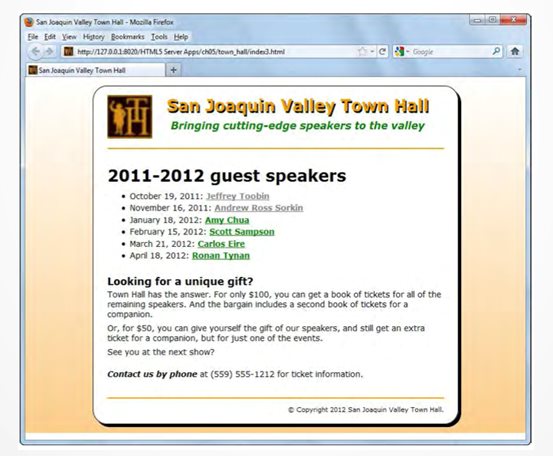 San Joaquin Valley Town Hall - Mozilla Firefox
File Edit View History Bookmarks Tools Help
http://127.0.0.1:8020/HTML5 Server Apps/ch05/town_hall/index3.html
Google
San Joaquin Valley Town Hall
TH
San Joaquin Valley Town Hall
Bringing cutting-edge speakers to the valley
2011-2012 guest speakers
• October 19, 2011: Jeffrey Toobin
• November 16, 2011: Andrew Ross Sorkin
• January 18, 2012: Amy Chua
• February 15, 2012: Scott Sampson
• March 21, 2012: Carlos Eire
• April 18, 2012: Ronan Tynan
Looking for a unique gift?
Town Hall has the answer. For only $100, you can get a book of tickets for all of the
remaining speakers. And the bargain includes a second book of tickets for a
companion.
Or, for $50, you can give yourself the gift of our speakers, and still get an extra
ticket for a companion, but for just one of the events.
See you at the next show?
Contact us by phone at (559) 555-1212 for ticket information.
© Copyright 2012 San Joaquin Valley Town Hall.